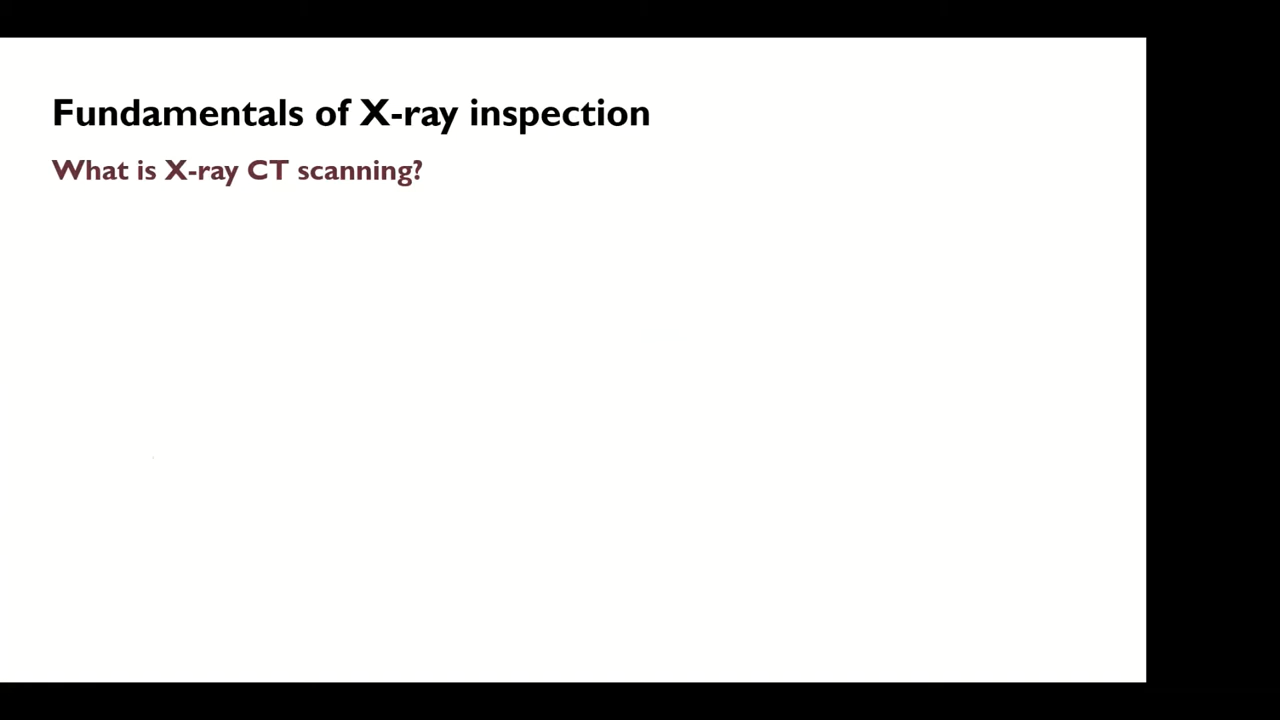 Fundamentals of X-ray inspection
What is X-ray CT scanning?